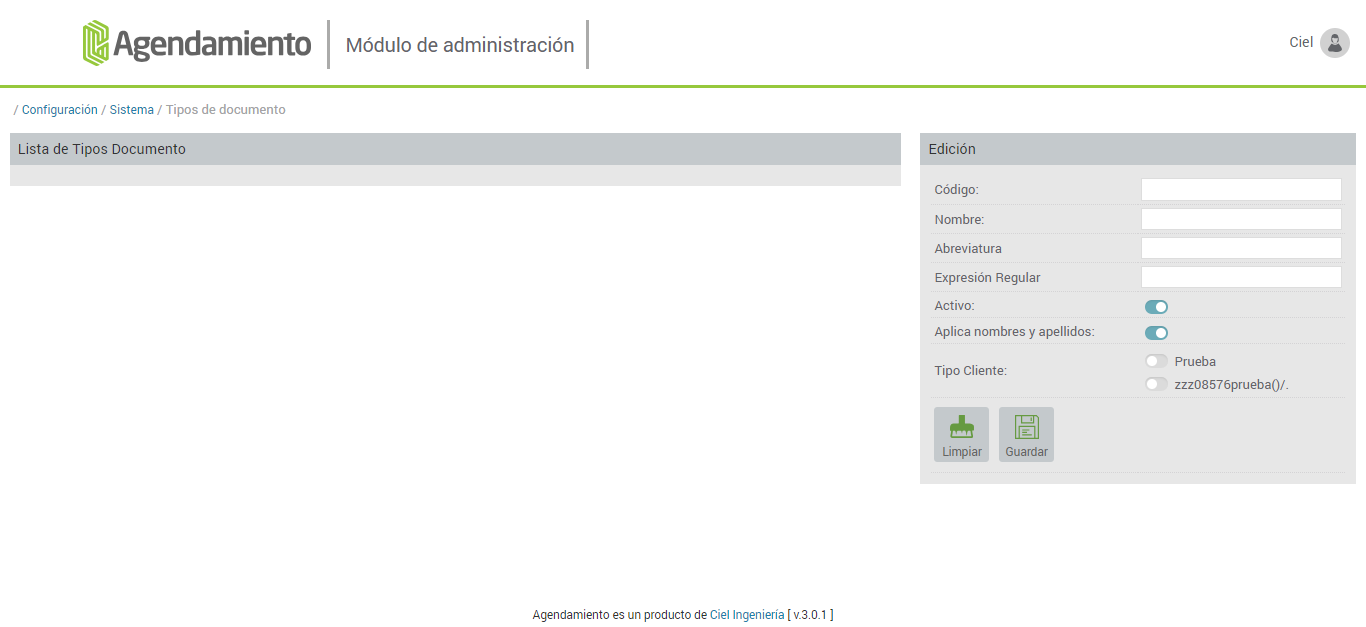 Agendamiento
Módulo de administración
Ciel
/ Configuración / Sistema / Tipos de documento
Lista de Tipos Documento
Edición
Código:
Nombre:
Abreviatura
Expresión Regular
Activo:
Aplica nombres y apellidos:
Tipo Cliente:
Prueba
zzz08576prueba()/.
Limpiar
Guardar
Agendamiento es un producto de Ciel Ingeniería [ v.3.0.1 ]